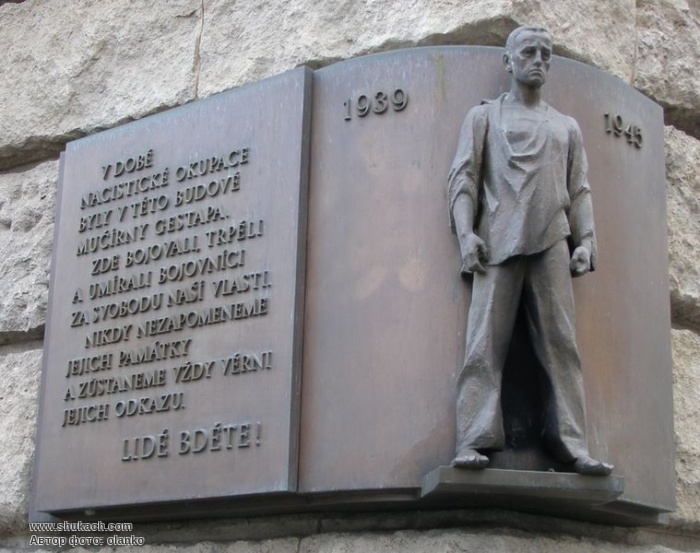 V DOBĚ
NACISTICKÉ OKUPACE
BYLY V TÉTO BUDOVĚ
MUČÍRNY GESTAPA.
ZDE BOJOVALI, TRPĚLI
A UMÍRALI BOJOVNÍCI
ZA SVOBODU NAŠÍ VLASTI.
NIKDY NEZAPOMENEME
JEJICH PAMÁTKY
A ZŮSTANEME VŽDY VĚRNI
JEJICH ODKAZU.
LIDÉ BDĚTE!
1939
1945
www.shukach.com
Автор фото: olanko